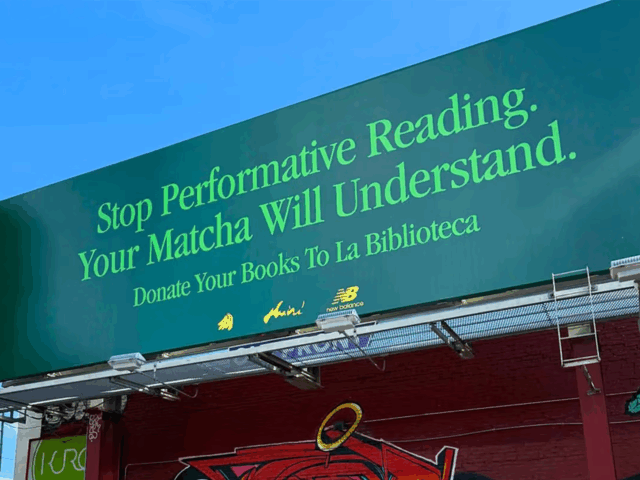 Stop Performative Reading.
Your Matcha Will Understand.
Donate Your Books To La Biblioteca
new balance